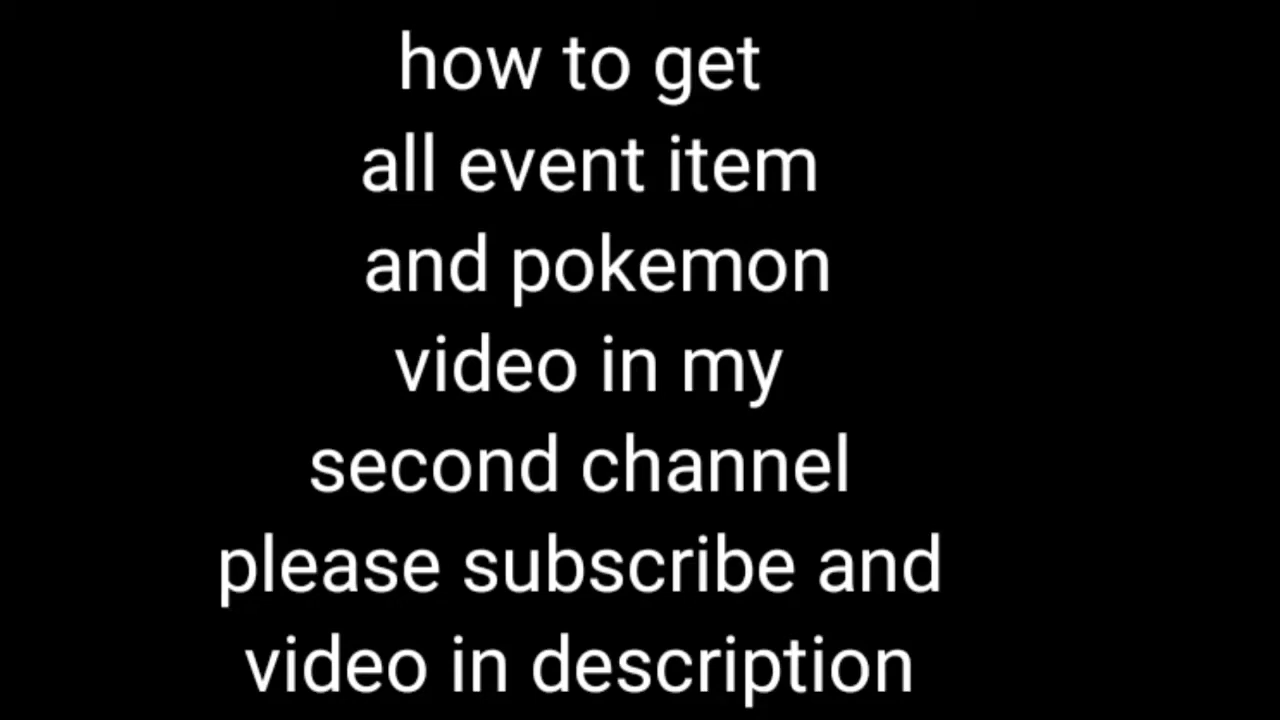 how to get
all event item
and pokemon
video in my
second channel
please subscribe and
video in description